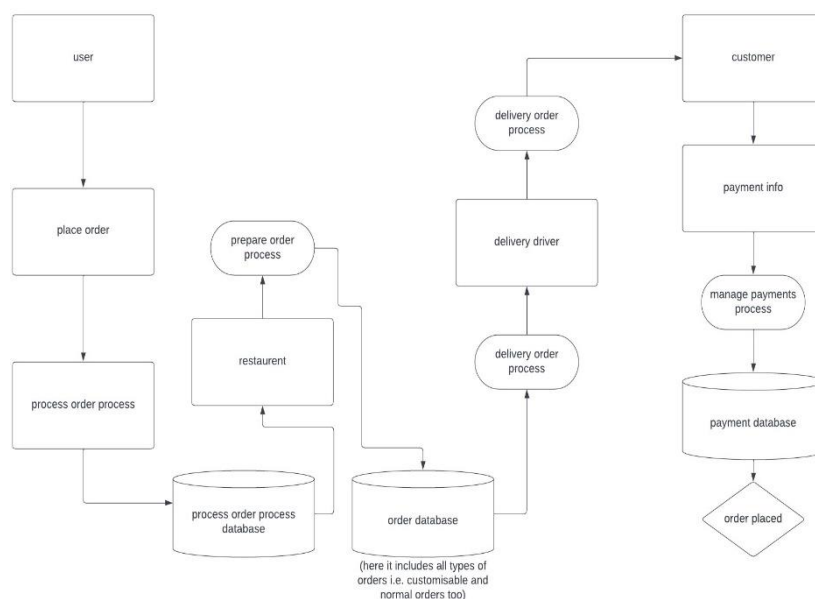 user
place order
process order process
process order process
database
restaurent
prepare order
process
order database
(here it includes all types of
orders i.e. customisable and
normal orders too)
delivery order
process
delivery driver
delivery order
process
customer
payment info
manage payments
process
payment database
order placed